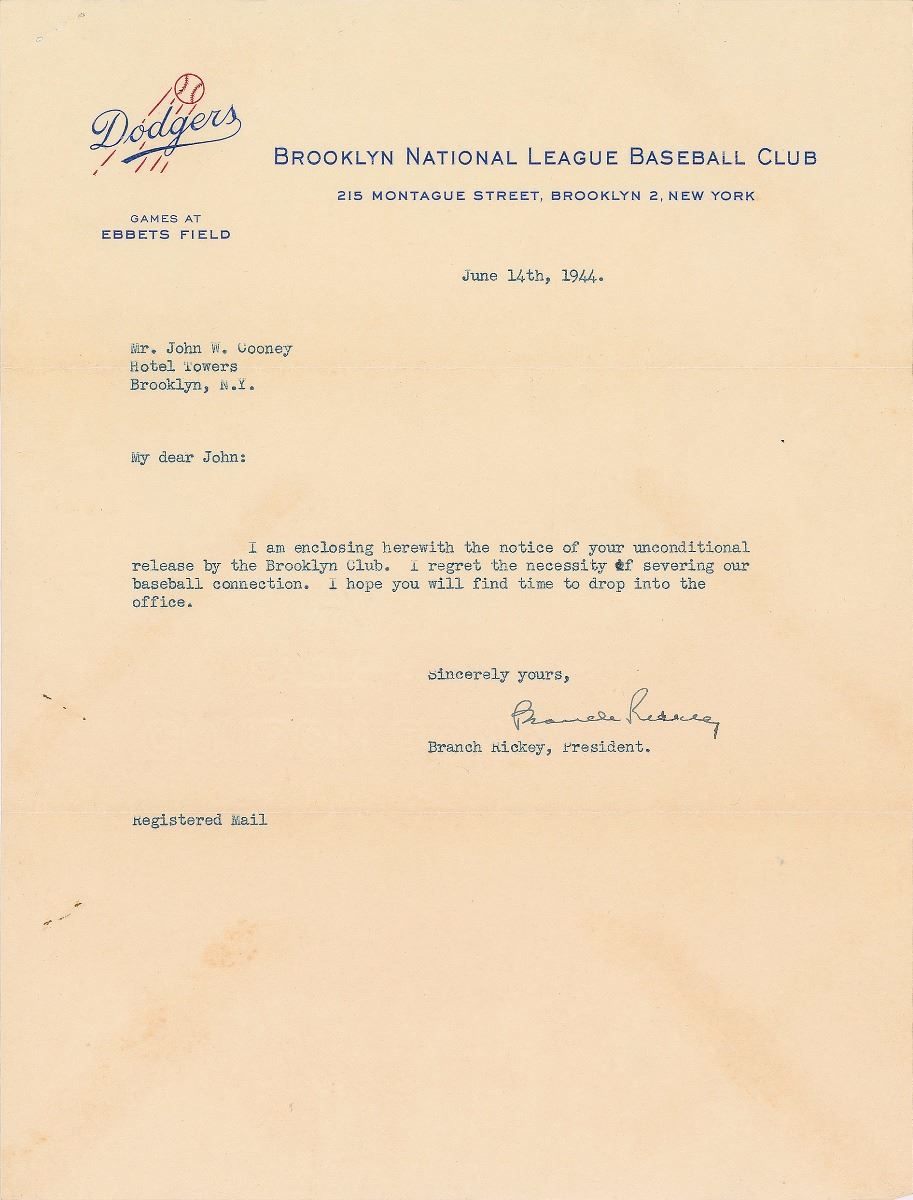 Dodgers
BROOKLYN NATIONAL LEAGUE BASEBALL CLUB
215 MONTAGUE STREET, BROOKLYN 2, NEW YORK
GAMES AT
EBBETS FIELD
June 14th, 1944.
Mr. John W. Cooney
Hotel Towers
Brooklyn, N.Y.
My dear John:
I am enclosing herewith the notice of your unconditional
release by the Brooklyn Club. I regret the necessity of severing our
baseball connection. I hope you will find time to drop into the
office.
Sincerely yours,
Branch Rickey
Branch Rickey, President.
Registered Mail